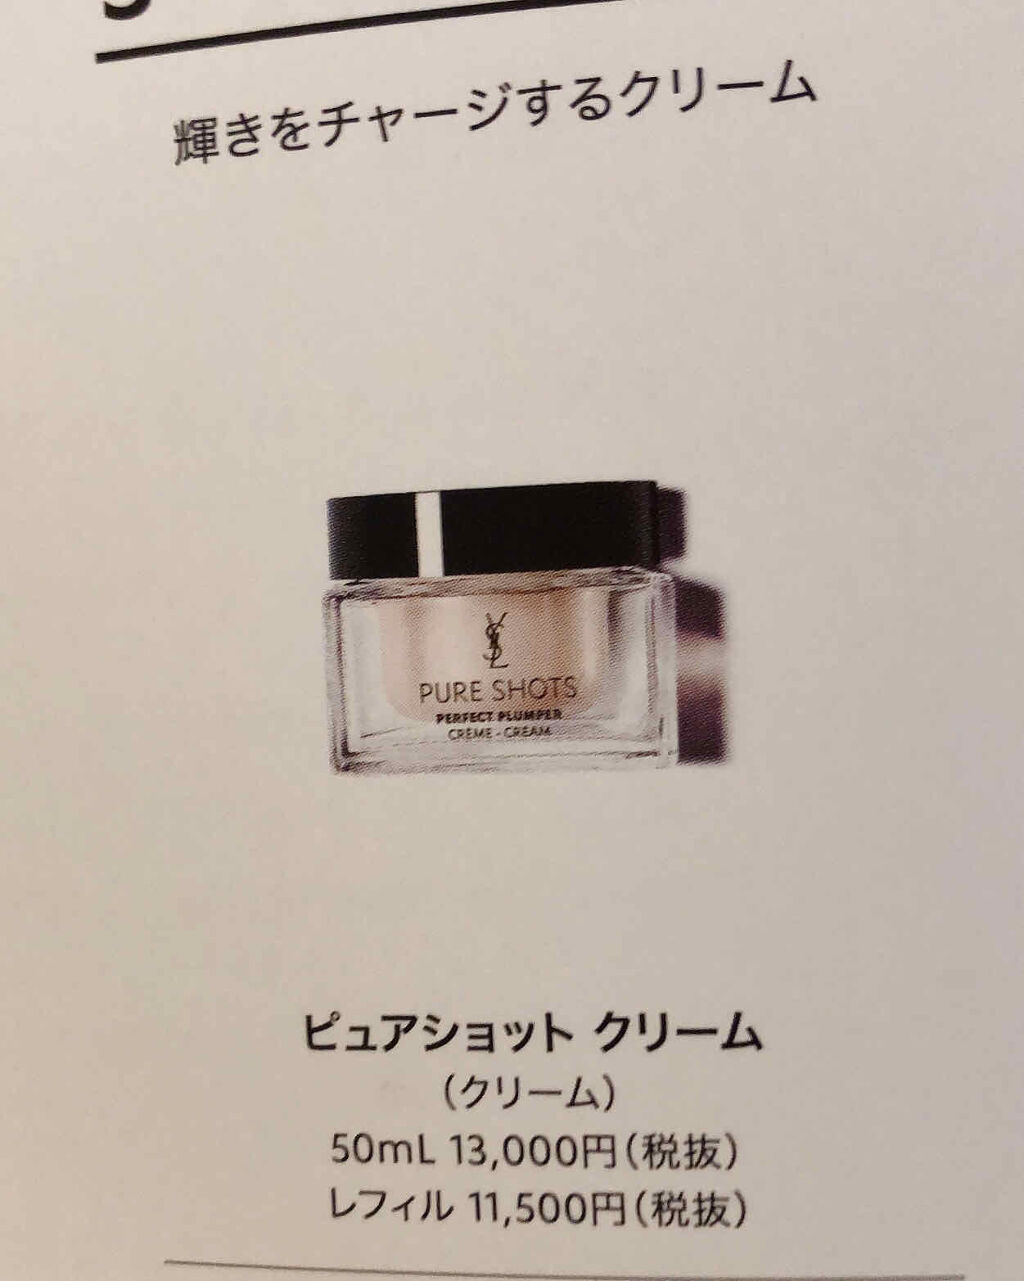 輝きをチャージするクリーム
YSL
PURE SHOTS
PERFECT PLUMPER
CRÈME - CREAM
ピュアショット クリーム
(クリーム)
50mL 13,000円(税抜)
レフィル 11,500円(税抜)